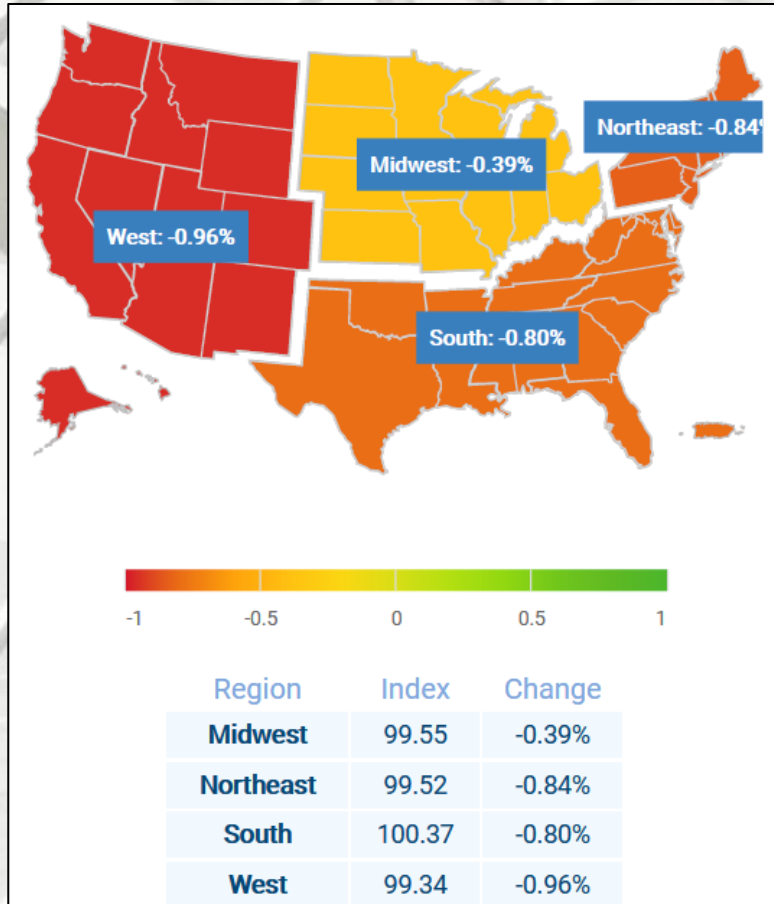 Northeast: -0.84%
Midwest: -0.39%
West: -0.96%
South: -0.80%
-1 -0.5 0 0.5 1
Region Index Change
Midwest 99.55 -0.39%
Northeast 99.52 -0.84%
South 100.37 -0.80%
West 99.34 -0.96%